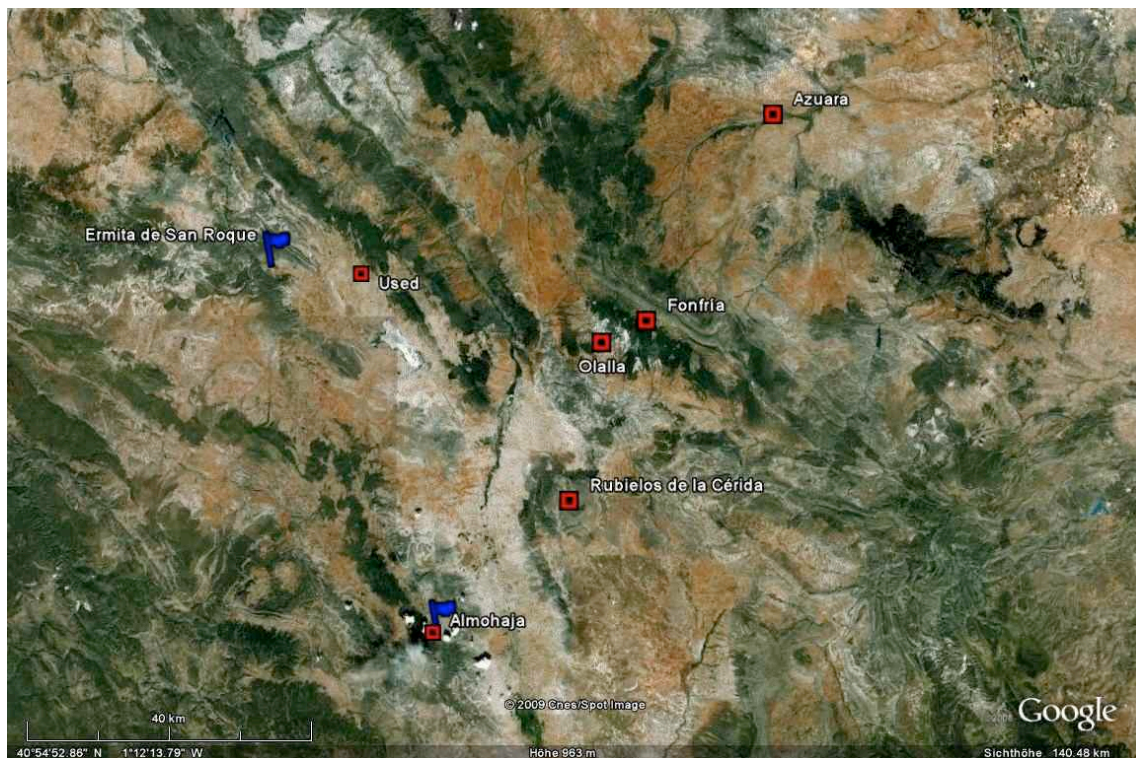 Azuara
Ermita de San Roque
Used
Fonfría
Olalla
Rubielos de la Cérida
Almohaja
© 2009 Cnes/Spot Image
Google
40 km
40°54'52.86" N 1°12'13.79" W Höhe 963 m Sichthöhe 140.48 km